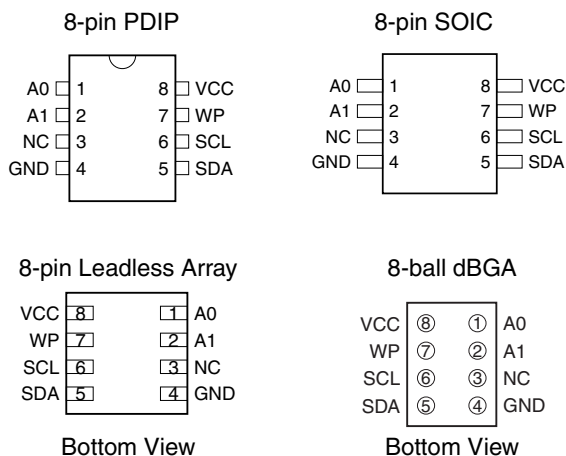 8-pin PDIP
A0 1 8 VCC
A1 2 7 WP
NC 3 6 SCL
GND 4 5 SDA
8-pin SOIC
A0 1 8 VCC
A1 2 7 WP
NC 3 6 SCL
GND 4 5 SDA
8-pin Leadless Array
VCC 8 1 A0
WP 7 2 A1
SCL 6 3 NC
SDA 5 4 GND
Bottom View
8-ball dBGA
VCC 8 1 A0
WP 7 2 A1
SCL 6 3 NC
SDA 5 4 GND
Bottom View